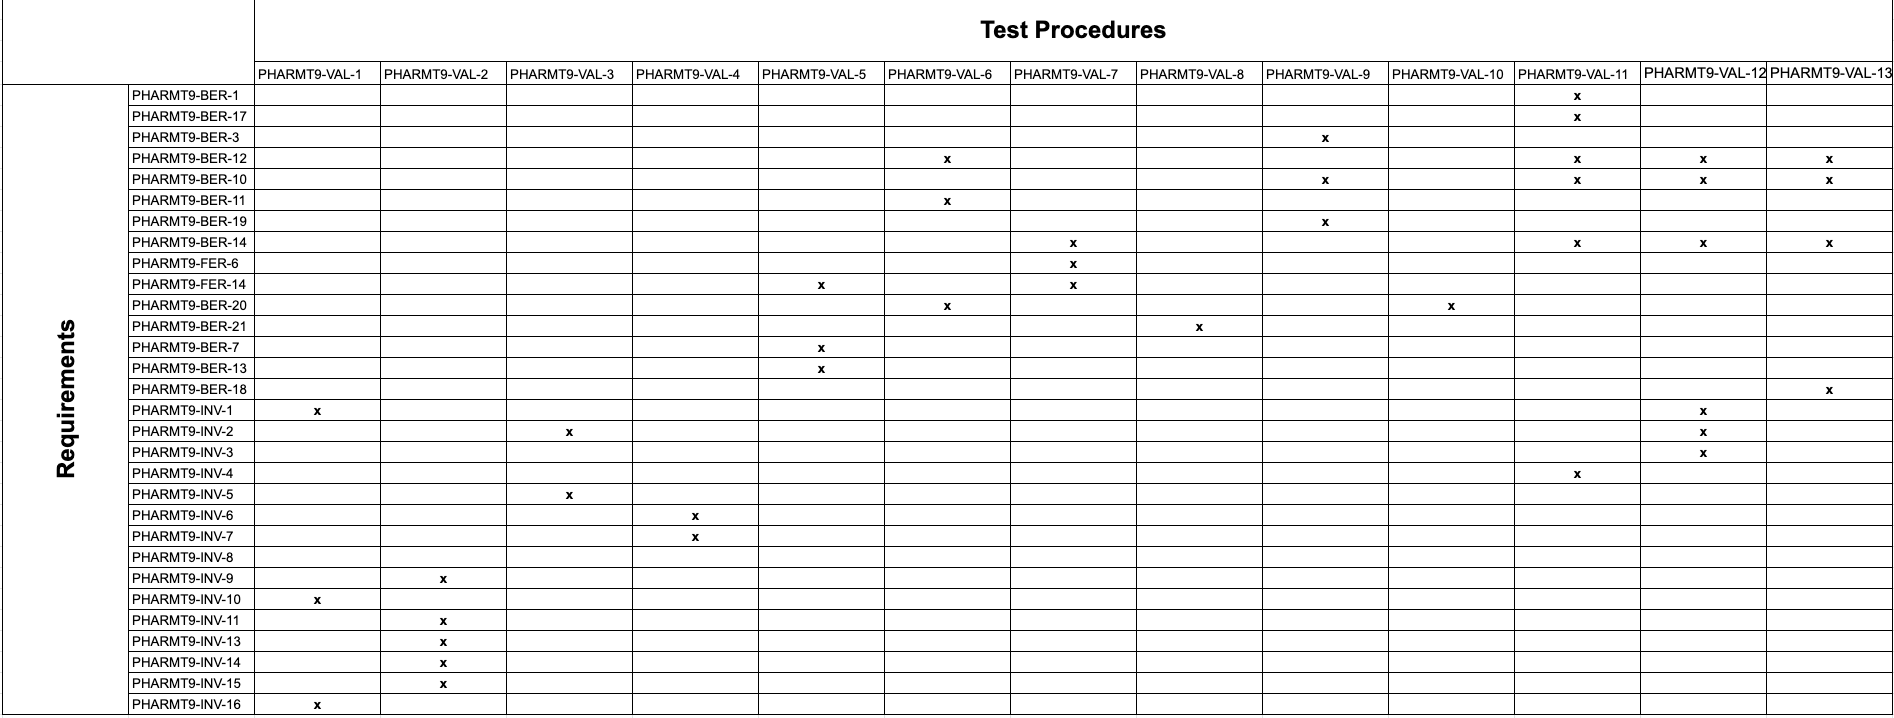 Test Procedures
PHARMT9-VAL-1 PHARMT9-VAL-2 PHARMT9-VAL-3 PHARMT9-VAL-4 PHARMT9-VAL-5 PHARMT9-VAL-6 PHARMT9-VAL-7 PHARMT9-VAL-8 PHARMT9-VAL-9 PHARMT9-VAL-10 PHARMT9-VAL-11 PHARMT9-VAL-12 PHARMT9-VAL-13
Requirements
PHARMT9-BER-1 x
PHARMT9-BER-17 x
PHARMT9-BER-3 x
PHARMT9-BER-12 x x x x
PHARMT9-BER-10 x x x x
PHARMT9-BER-11 x
PHARMT9-BER-19 x
PHARMT9-BER-14 x x x x
PHARMT9-FER-6 x
PHARMT9-FER-14 x x
PHARMT9-BER-20 x x
PHARMT9-BER-21 x
PHARMT9-BER-7 x
PHARMT9-BER-13 x
PHARMT9-BER-18 x
PHARMT9-INV-1 x x
PHARMT9-INV-2 x x
PHARMT9-INV-3 x
PHARMT9-INV-4 x
PHARMT9-INV-5 x
PHARMT9-INV-6 x
PHARMT9-INV-7 x
PHARMT9-INV-8
PHARMT9-INV-9 x
PHARMT9-INV-10 x
PHARMT9-INV-11 x
PHARMT9-INV-13 x
PHARMT9-INV-14 x
PHARMT9-INV-15 x
PHARMT9-INV-16 x